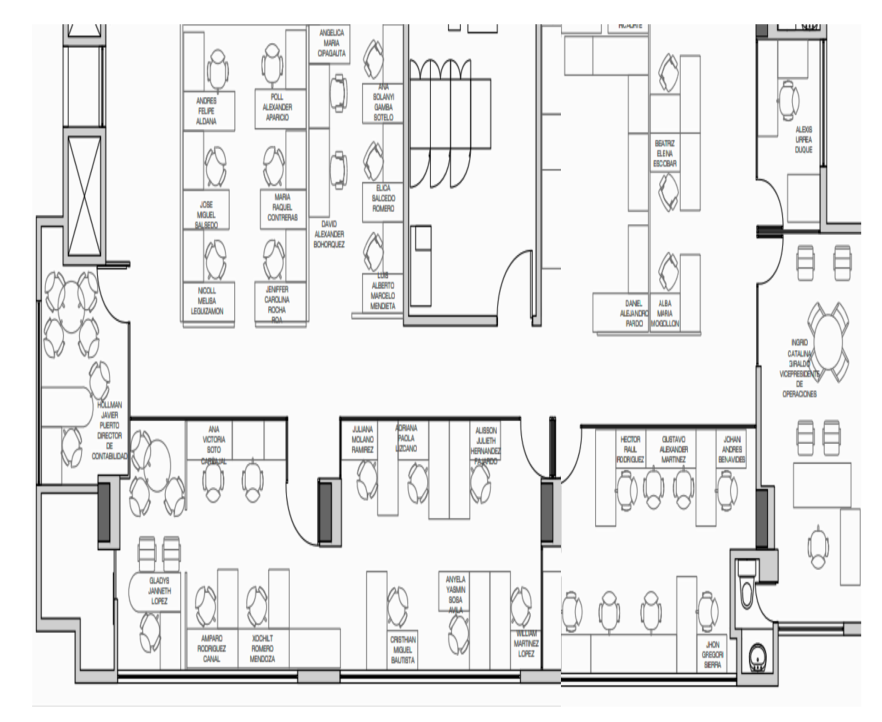 RICAURTE
ANGELICA
MARIA
CIPAGAUTA
ANDRES
FELIPE
ALDANA
POLL
ALEXANDER
APARICIO
ANA
SOLANYI
GAMBA
SOTELO
ALEXIS
URREA
DUQUE
BEATRIZ
ELENA
ESCOBAR
JOSE
MIGUEL
SALSEDO
MARIA
RAQUEL
CONTRERAS
ELICA
SALCEDO
ROMERO
DAVID
ALEXANDER
BOHORQUEZ
NICOLL
MELISA
LEGUIZAMON
JENIFFER
CAROLINA
ROCHA
ROA
LUIS
ALBERTO
MARCELO
MENDIETA
DANIEL
ALEJANDRO
PARDO
ALBA
MARIA
MOGOLLON
INGRID
CATALINA
GIRALDO
VICEPRESIDENTE
DE
OPERACIONES
HOLLMAN
JAVIER
PUERTO
DIRECTOR
DE
CONTABILIDAD
ANA
VICTORIA
SOTO
CARVAJAL
JULIANA
MOLANO
RAMIREZ
ADRIANA
PAOLA
LIZCANO
ALISSON
JULIETH
HERNANDEZ
FAJARDO
HECTOR
RAUL
RODRIGUEZ
GUSTAVO
ALEXANDER
MARTINEZ
JOHAN
ANDRES
BENAVIDES
GLADYS
JANNETH
LOPEZ
ANYELA
YASMIN
SOSA
AVILA
AMPARO
RODRIGUEZ
CANAL
XOCHILT
ROMERO
MENDOZA
CRISTHIAN
MIGUEL
BAUTISTA
WILLIAM
MARTINEZ
LOPEZ
JHON
GREGORI
SIERRA